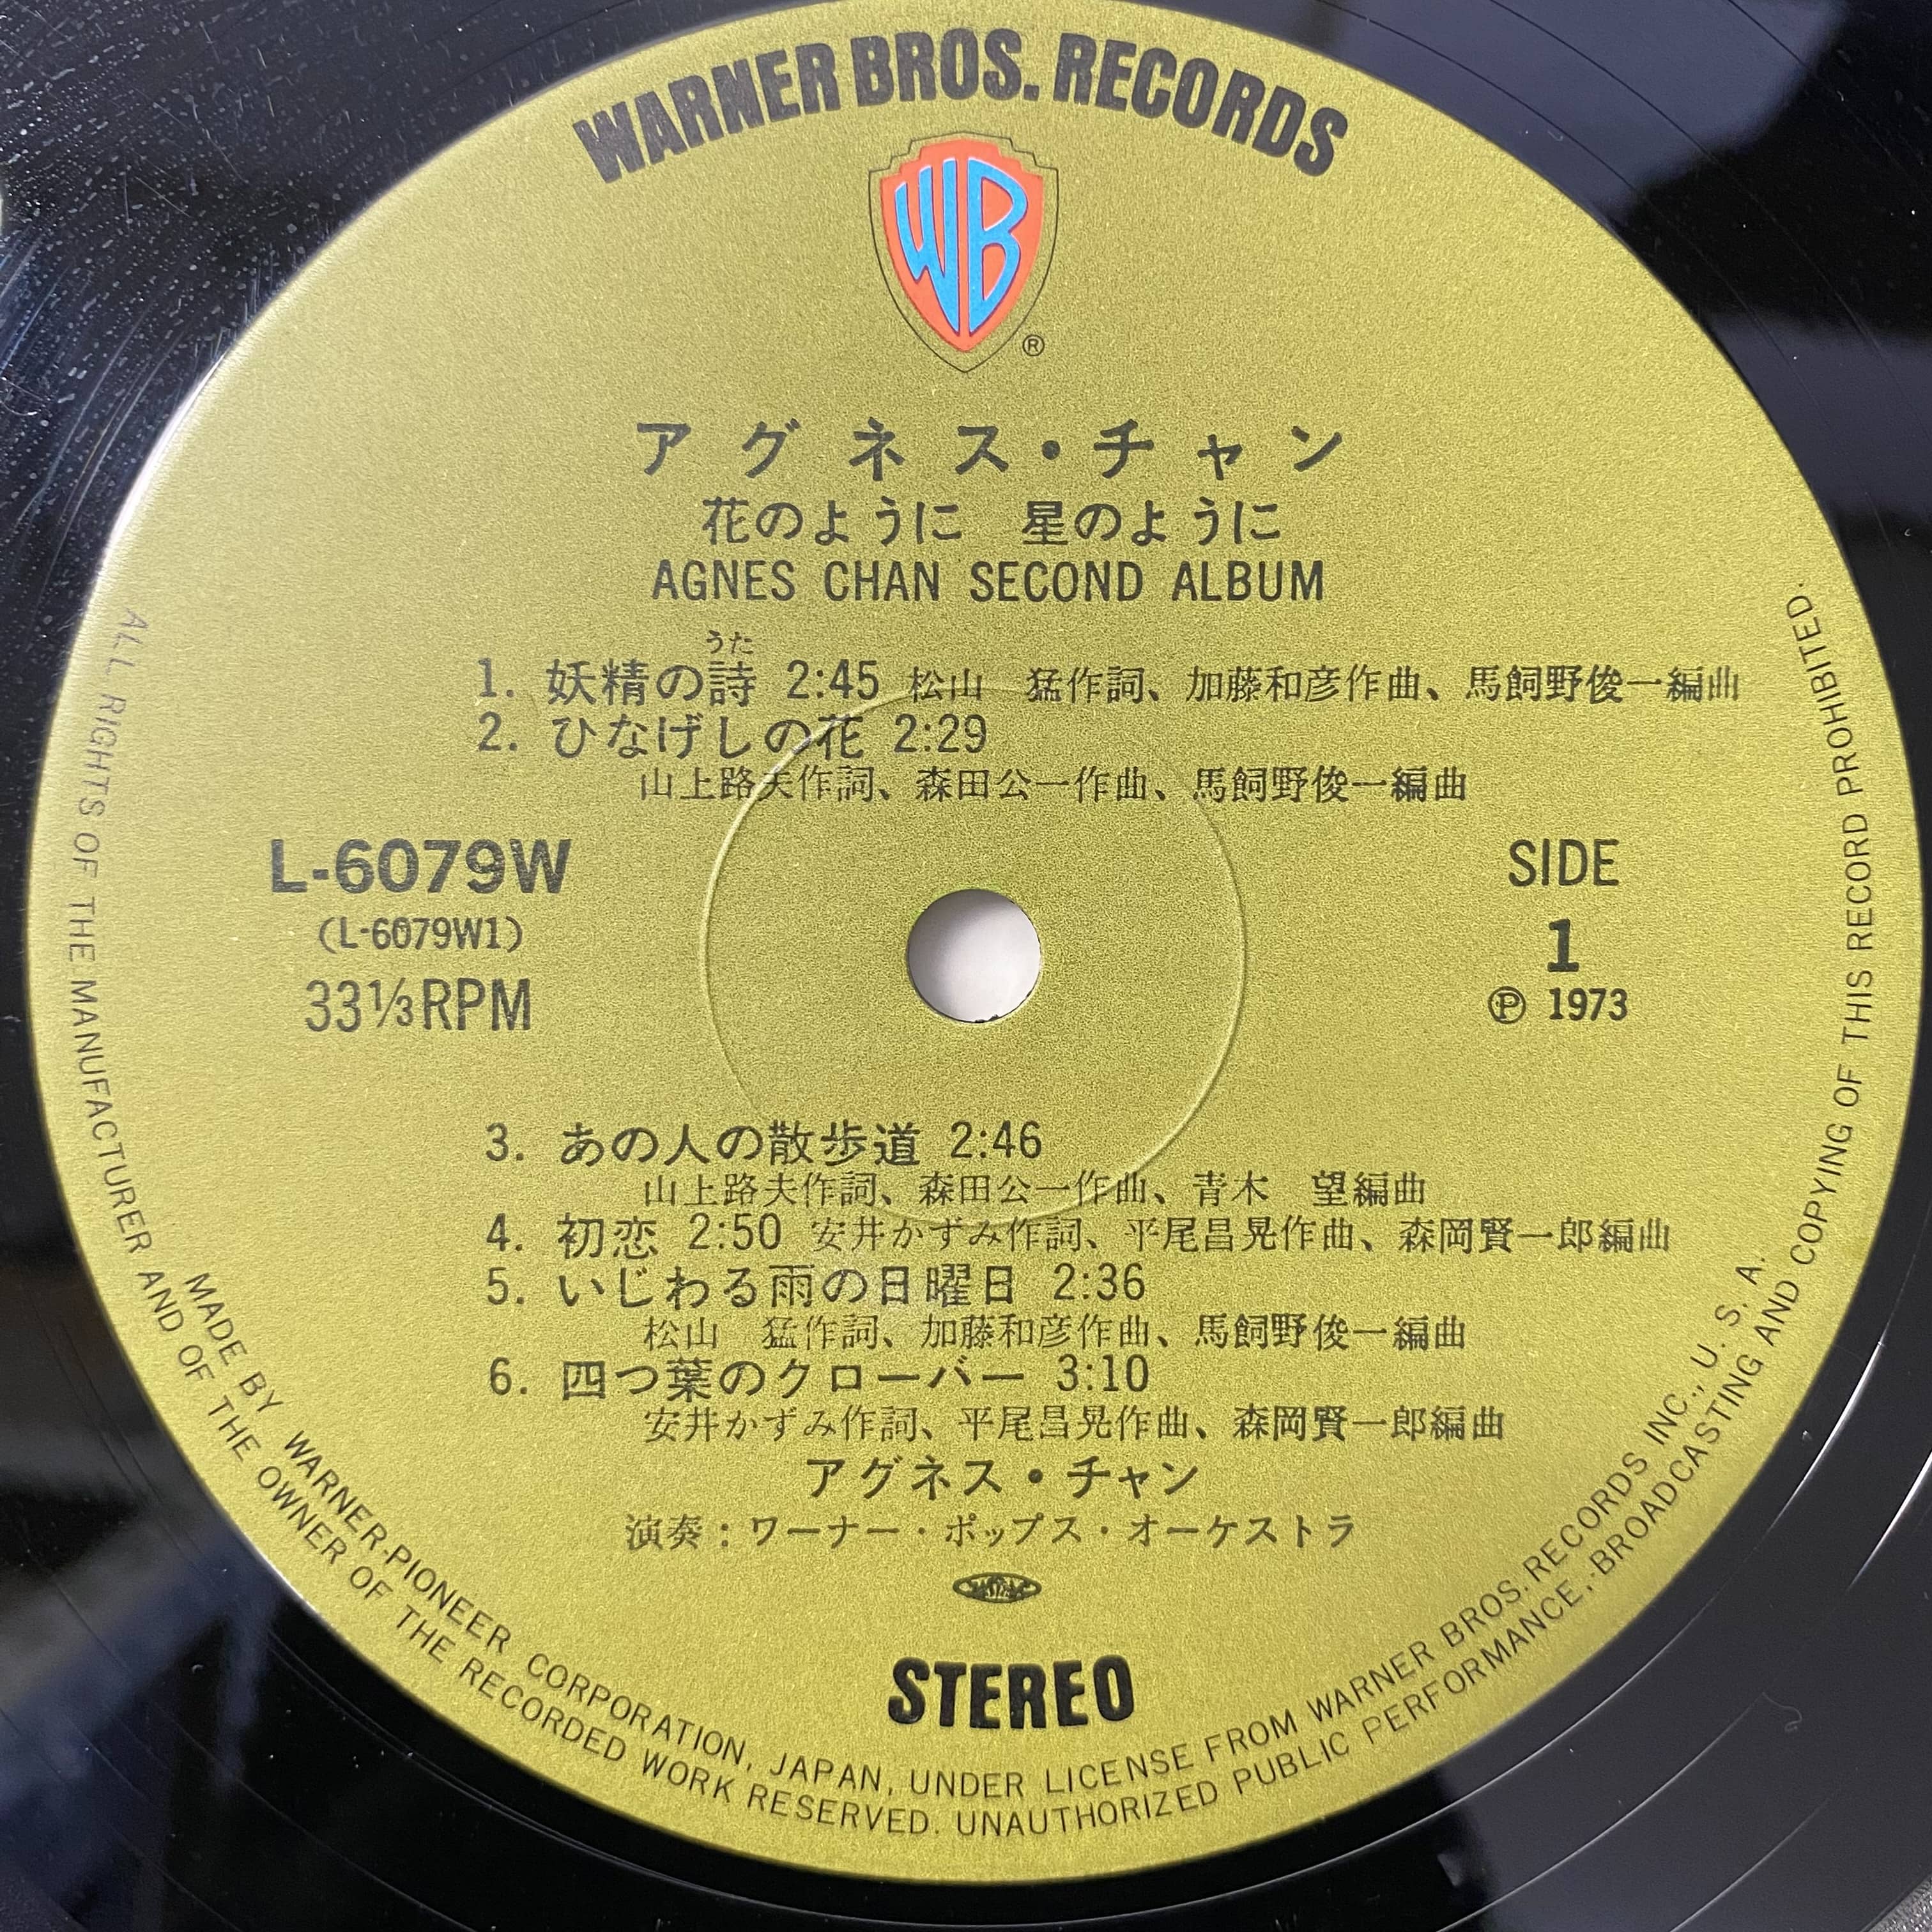 WARNER BROS. RECORDS
WB
®
アグネス・チャン
花のように 星のように
AGNES CHAN SECOND ALBUM
うた
1. 妖精の詩 2:45 松山 猛作詞、加藤和彦作曲、馬飼野俊一編曲
2. ひなげしの花 2:29
山上路夫作詞、森田公一作曲、馬飼野俊一編曲
L-6079W
(L-6079W1)
33⅓RPM
SIDE
1
Ⓟ 1973
3. あの人の散歩道 2:46
山上路夫作詞、森田公一作曲、青木 望編曲
4. 初恋 2:50 安井かずみ作詞、平尾昌晃作曲、森岡賢一郎編曲
5. いじわる雨の日曜日 2:36
松山 猛作詞、加藤和彦作曲、馬飼野俊一編曲
6. 四つ葉のクローバー 3:10
安井かずみ作詞、平尾昌晃作曲、森岡賢一郎編曲
アグネス・チャン
演奏：ワーナー・ポップス・オーケストラ
STEREO
MADE BY WARNER-PIONEER CORPORATION, JAPAN, UNDER LICENSE FROM WARNER BROS. RECORDS INC., U. S. A.
ALL RIGHTS OF THE MANUFACTURER AND OF THE OWNER OF THE RECORDED WORK RESERVED. UNAUTHORIZED PUBLIC PERFORMANCE, BROADCASTING AND COPYING OF THIS RECORD PROHIBITED.